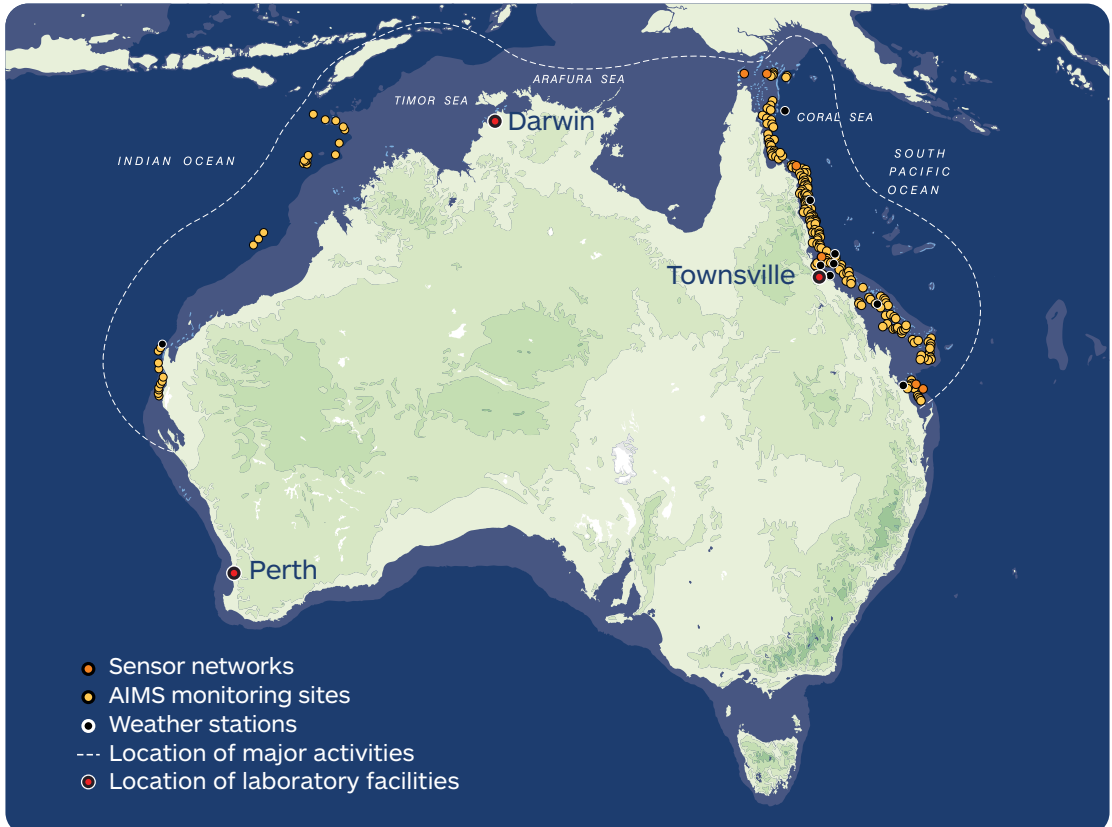 ARAFURA SEA
TIMOR SEA
Darwin
CORAL SEA
INDIAN OCEAN
SOUTH
PACIFIC
OCEAN
Townsville
Perth
Sensor networks
AIMS monitoring sites
Weather stations
Location of major activities
Location of laboratory facilities